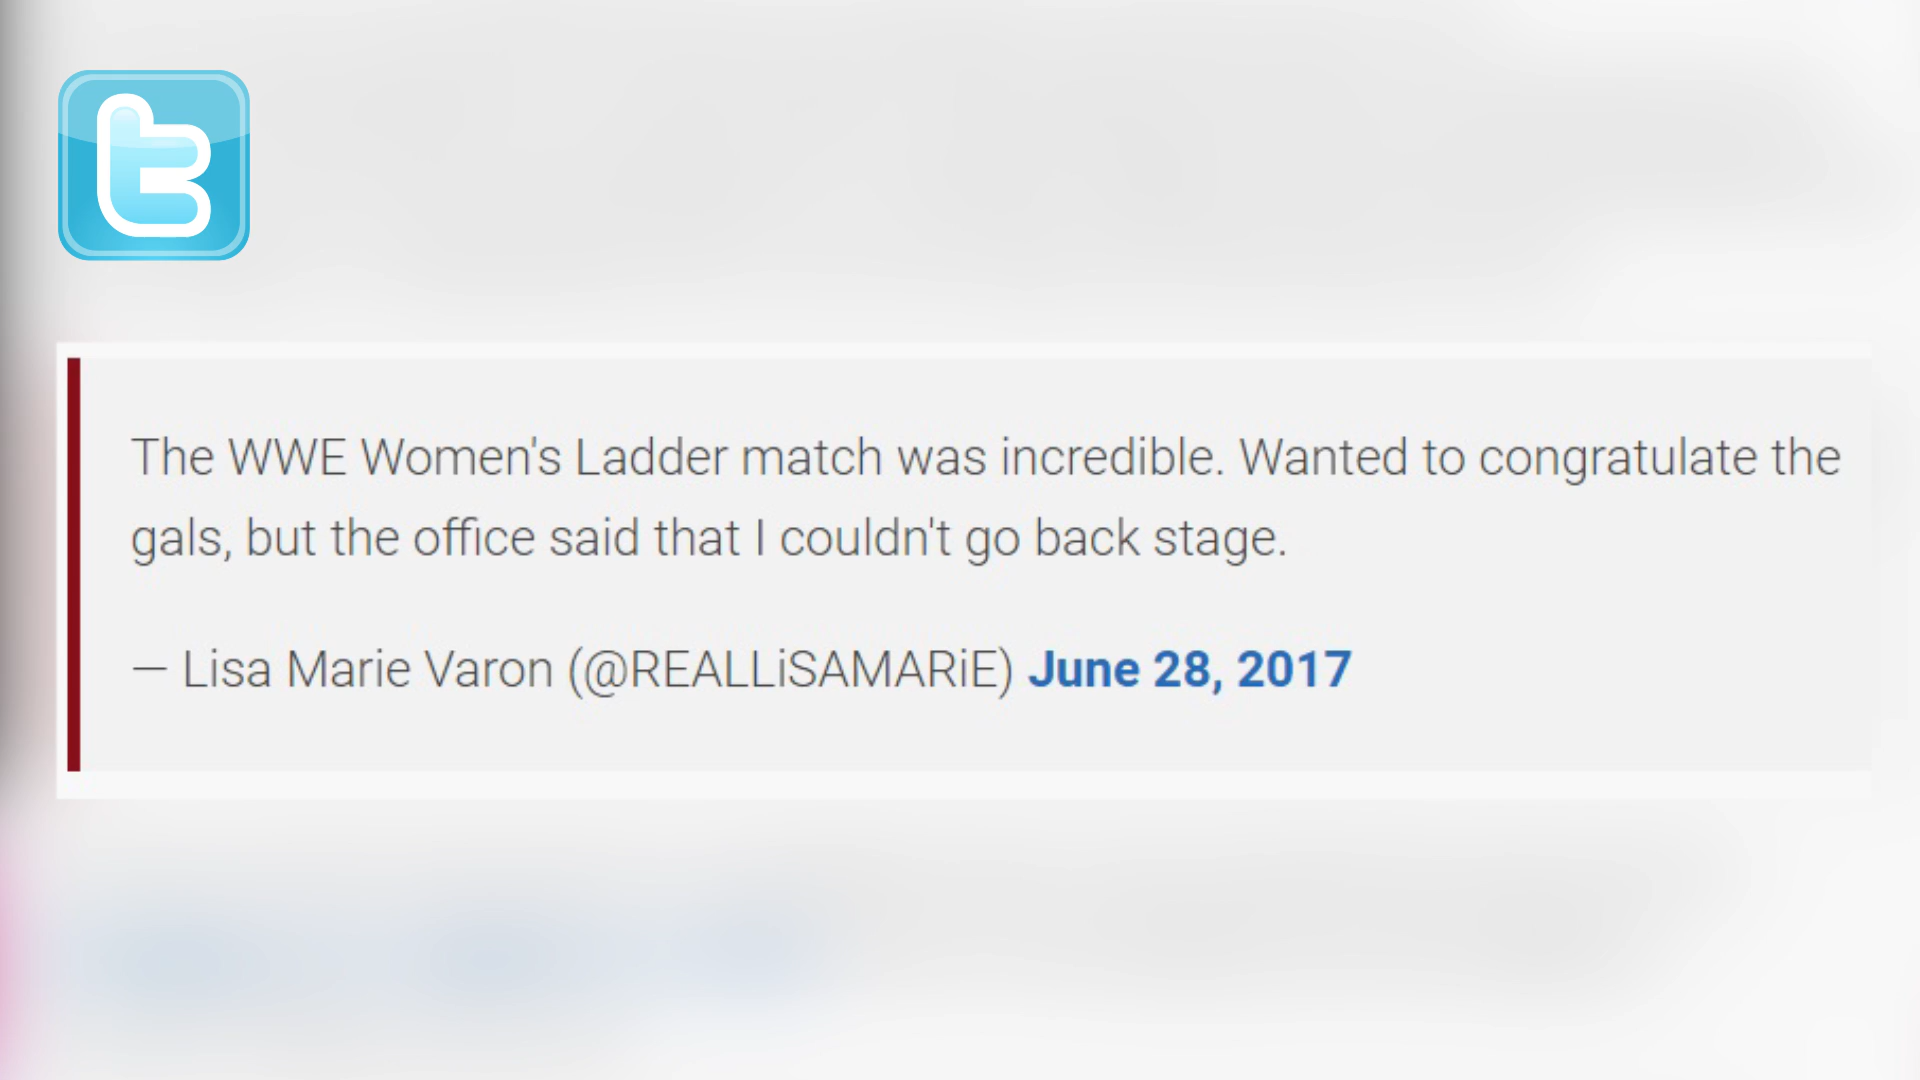 The WWE Women's Ladder match was incredible. Wanted to congratulate the
gals, but the office said that I couldn't go back stage.
— Lisa Marie Varon (@REALLiSAMARiE) June 28, 2017